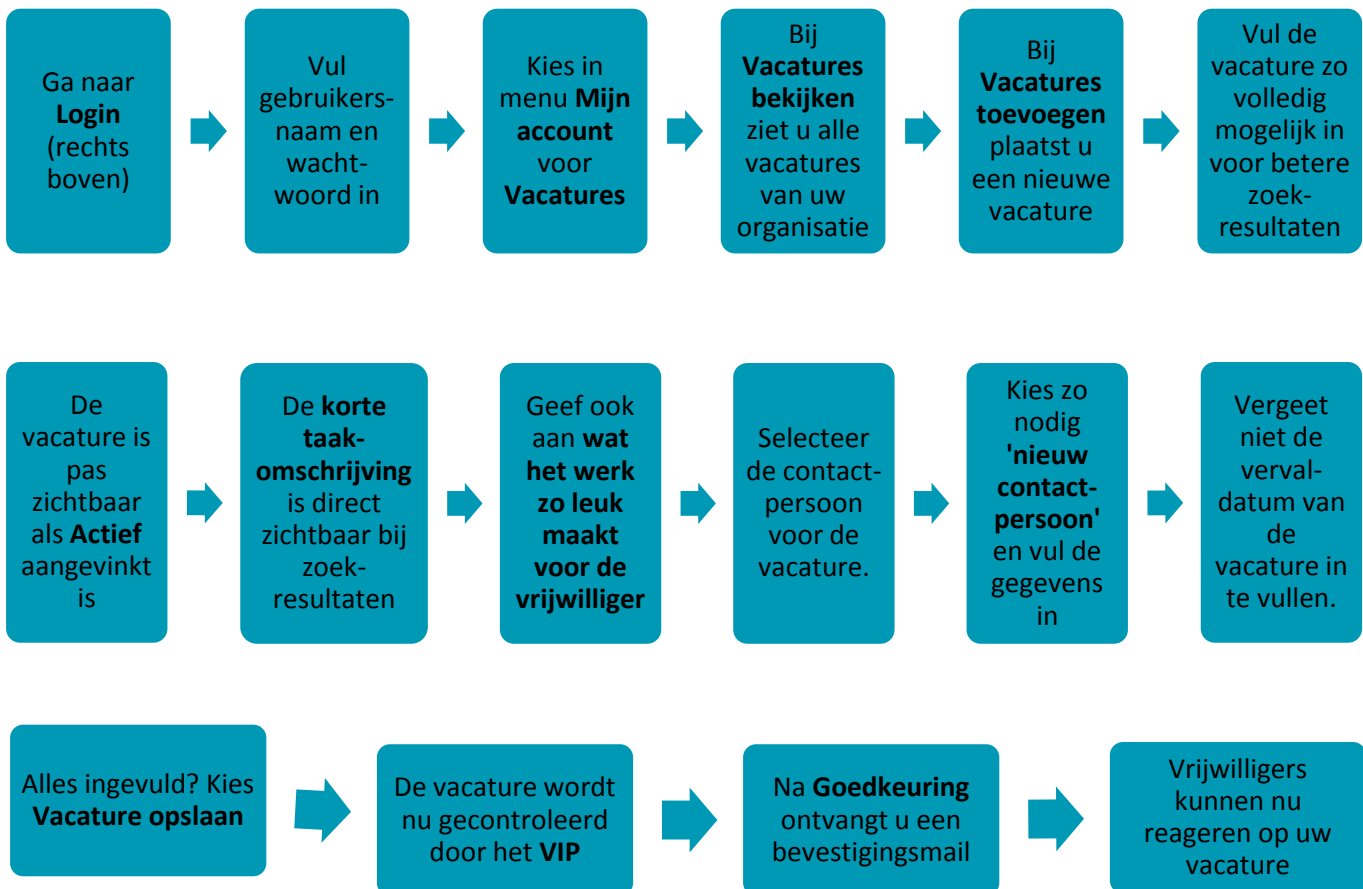 Ga naar
Login
(rechts
boven)
Vul
gebruikers-
naam en
wacht-
woord in
Kies in
menu Mijn
account
voor
Vacatures
Bij
Vacatures
bekijken
ziet u alle
vacatures
van uw
organisatie
Bij
Vacatures
toevoegen
plaatst u
een nieuwe
vacature
Vul de
vacature zo
volledig
mogelijk in
voor betere
zoek-
resultaten
De
vacature is
pas
zichtbaar
als Actief
aangevinkt
is
De korte
taak-
omschrijving
is direct
zichtbaar bij
zoek-
resultaten
Geef ook
aan wat
het werk
zo leuk
maakt
voor de
vrijwilliger
Selecteer
de contact-
persoon
voor de
vacature.
Kies zo
nodig
'nieuw
contact-
persoon'
en vul de
gegevens
in
Vergeet
niet de
verval-
datum van
de
vacature in
te vullen.
Alles ingevuld? Kies
Vacature opslaan
De vacature wordt
nu gecontroleerd
door het VIP
Na Goedkeuring
ontvangt u een
bevestigingsmail
Vrijwilligers
kunnen nu
reageren op uw
vacature